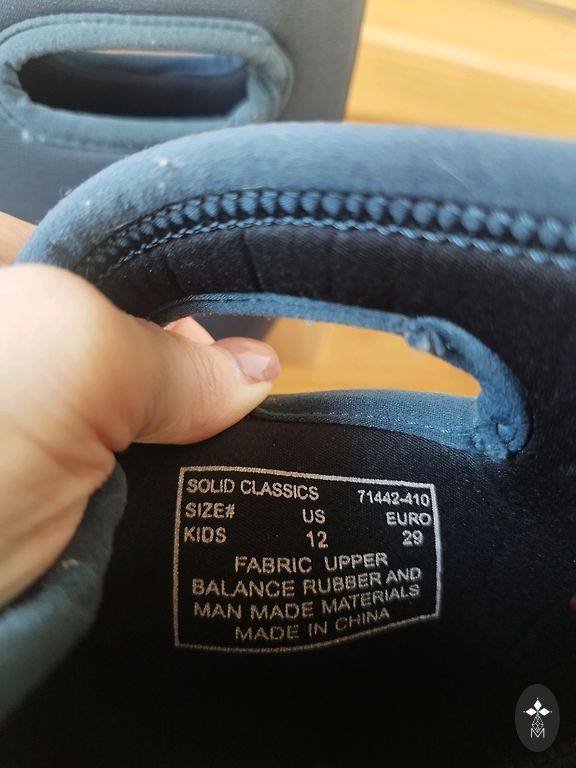 SOLID CLASSICS 71442-410
SIZE# US EURO
KIDS 12 29
FABRIC UPPER
BALANCE RUBBER AND
MAN MADE MATERIALS
MADE IN CHINA
M